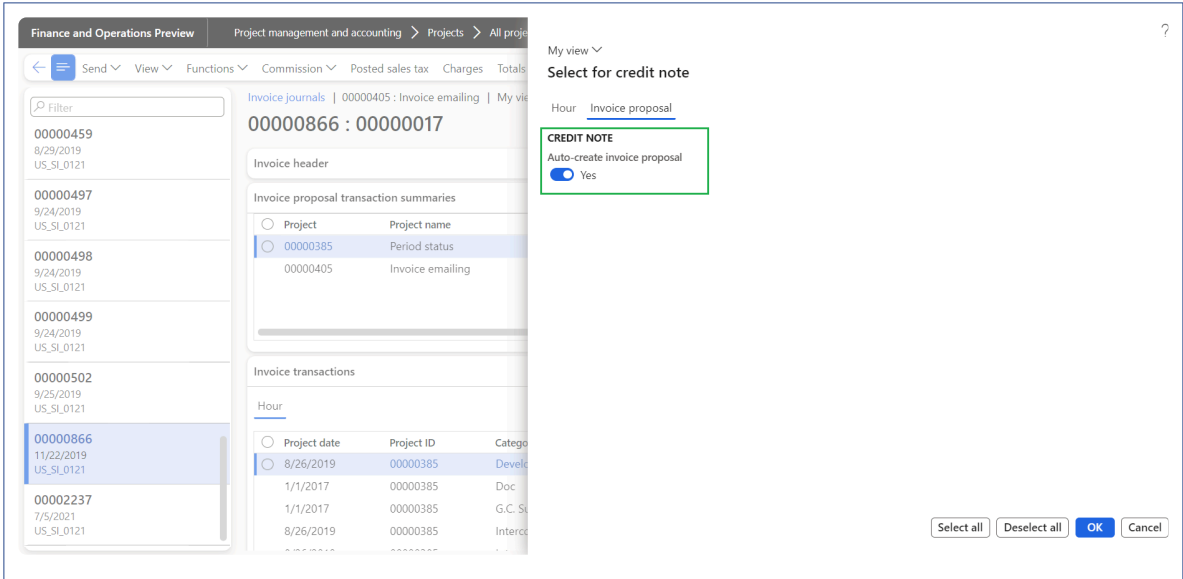 Finance and Operations Preview
Project management and accounting > Projects > All proje
Send View Functions Commission Posted sales tax Charges Totals
Filter
00000459
8/29/2019
US_SI_0121
00000497
9/24/2019
US_SI_0121
00000498
9/24/2019
US_SI_0121
00000499
9/24/2019
US_SI_0121
00000502
9/25/2019
US_SI_0121
00000866
11/22/2019
US_SI_0121
00002237
7/5/2021
US_SI_0121
Invoice journals | 00000405 : Invoice emailing | My vie
00000866 : 00000017
Invoice header
Invoice proposal transaction summaries
Project Project name
00000385 Period status
00000405 Invoice emailing
Invoice transactions
Hour
Project date Project ID Catego
8/26/2019 00000385 Develo
1/1/2017 00000385 Doc
1/1/2017 00000385 G.C. Su
8/26/2019 00000385 Interco
?
My view
Select for credit note
Hour Invoice proposal
CREDIT NOTE
Auto-create invoice proposal
Yes
Select all Deselect all OK Cancel